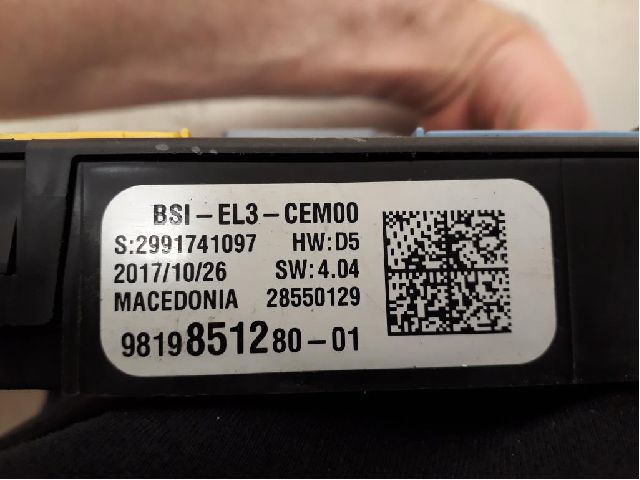 BSI-EL3-CEM00
S:2991741097 HW:D5
2017/10/26 SW:4.04
MACEDONIA 28550129
9819851280-01